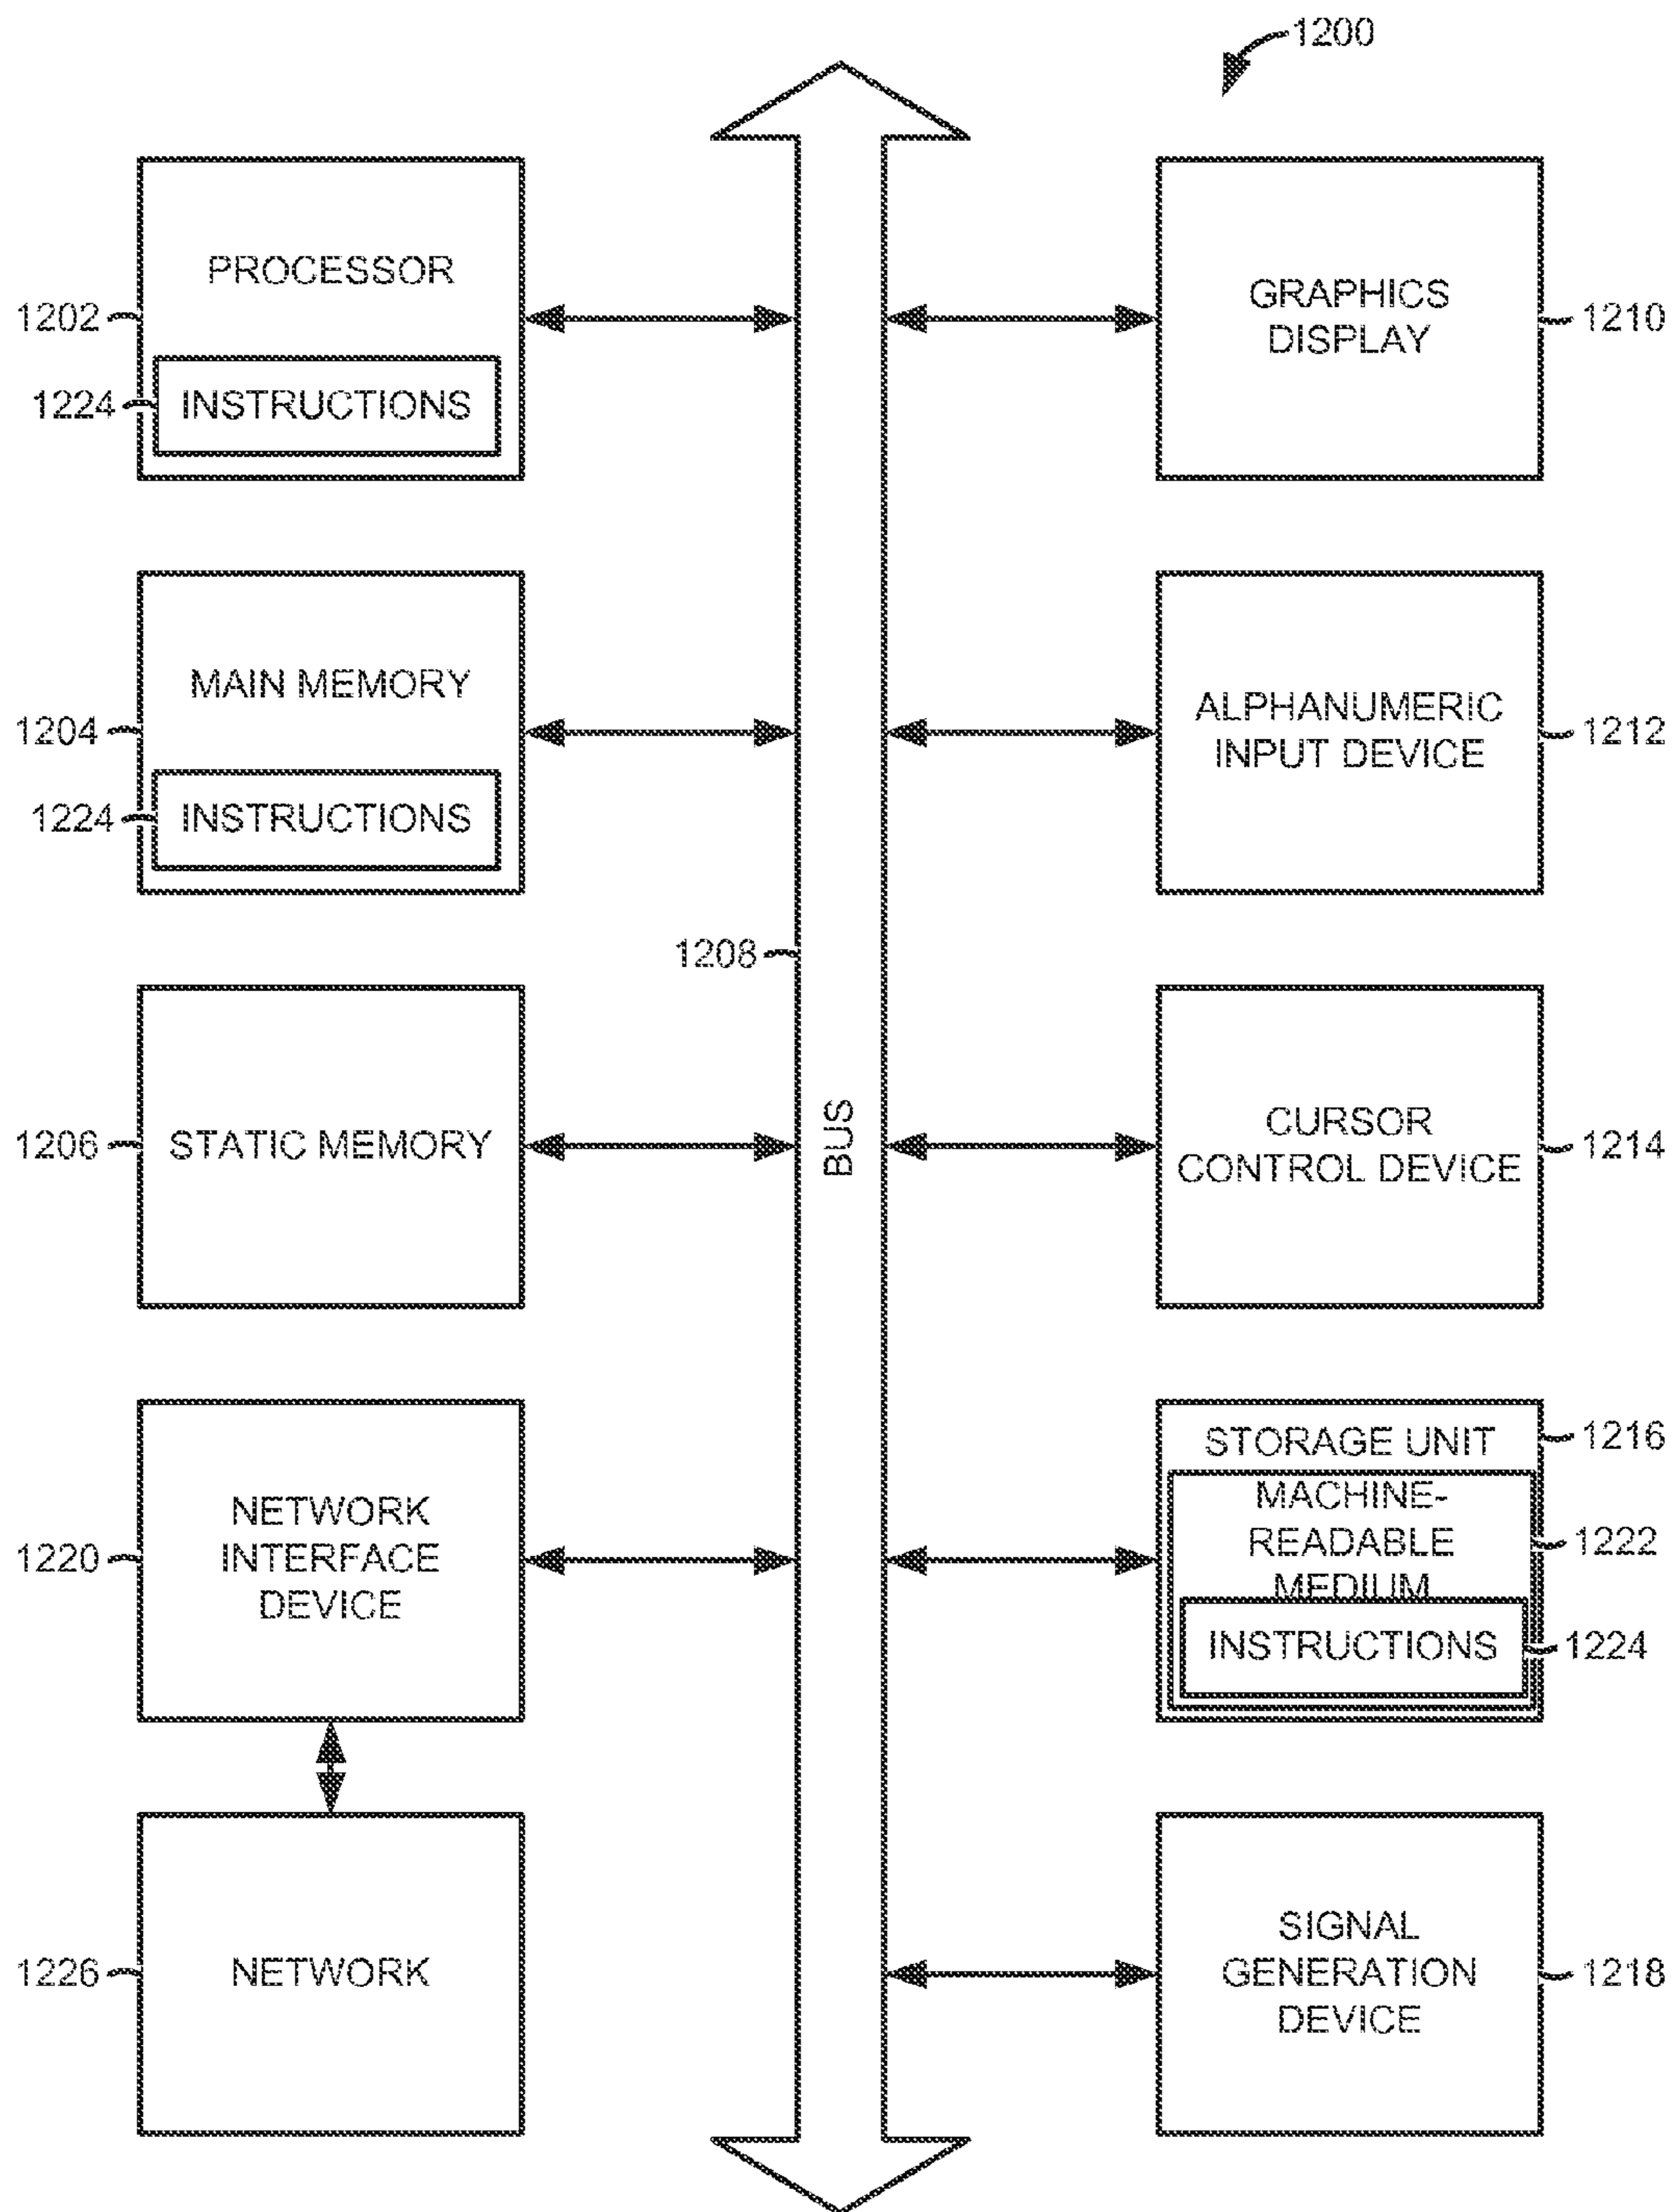 1200
PROCESSOR
1202
1224
INSTRUCTIONS
MAIN MEMORY
1204
1224
INSTRUCTIONS
1206
STATIC MEMORY
1220
NETWORK
INTERFACE
DEVICE
1226
NETWORK
1208
BUS
GRAPHICS
DISPLAY
1210
ALPHANUMERIC
INPUT DEVICE
1212
CURSOR
CONTROL DEVICE
1214
STORAGE UNIT
1216
MACHINE-
READABLE
MEDIUM
1222
INSTRUCTIONS
1224
SIGNAL
GENERATION
DEVICE
1218